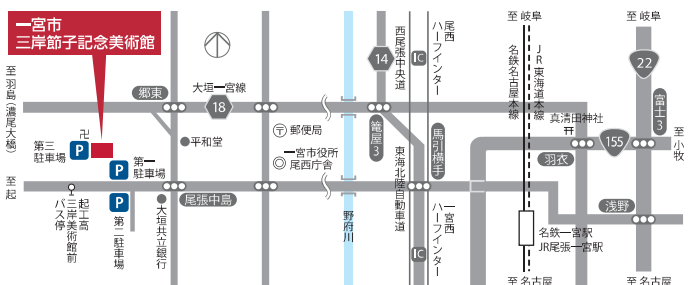 一宮市
三岸節子記念美術館
至羽島(濃尾大橋)
至起
第三
駐車場
P
P
第一
駐車場
P
第二駐車場
起工高
三岸美術館前
バス停
郷東
大垣一宮線
18
平和堂
尾張中島
大垣共立銀行
〒郵便局
一宮市役所
尾西庁舎
野府川
14
西尾張中央道
尾西
ハーフインター
IC
篭屋3
馬引横手
東海北陸自動車道
一宮西
ハーフインター
IC
至 岐阜
名鉄名古屋本線
JR東海道本線
真清田神社
羽衣
155
至 岐阜
22
富士3
至小牧
浅野
名鉄一宮駅
JR尾張一宮駅
至 名古屋
至 名古屋